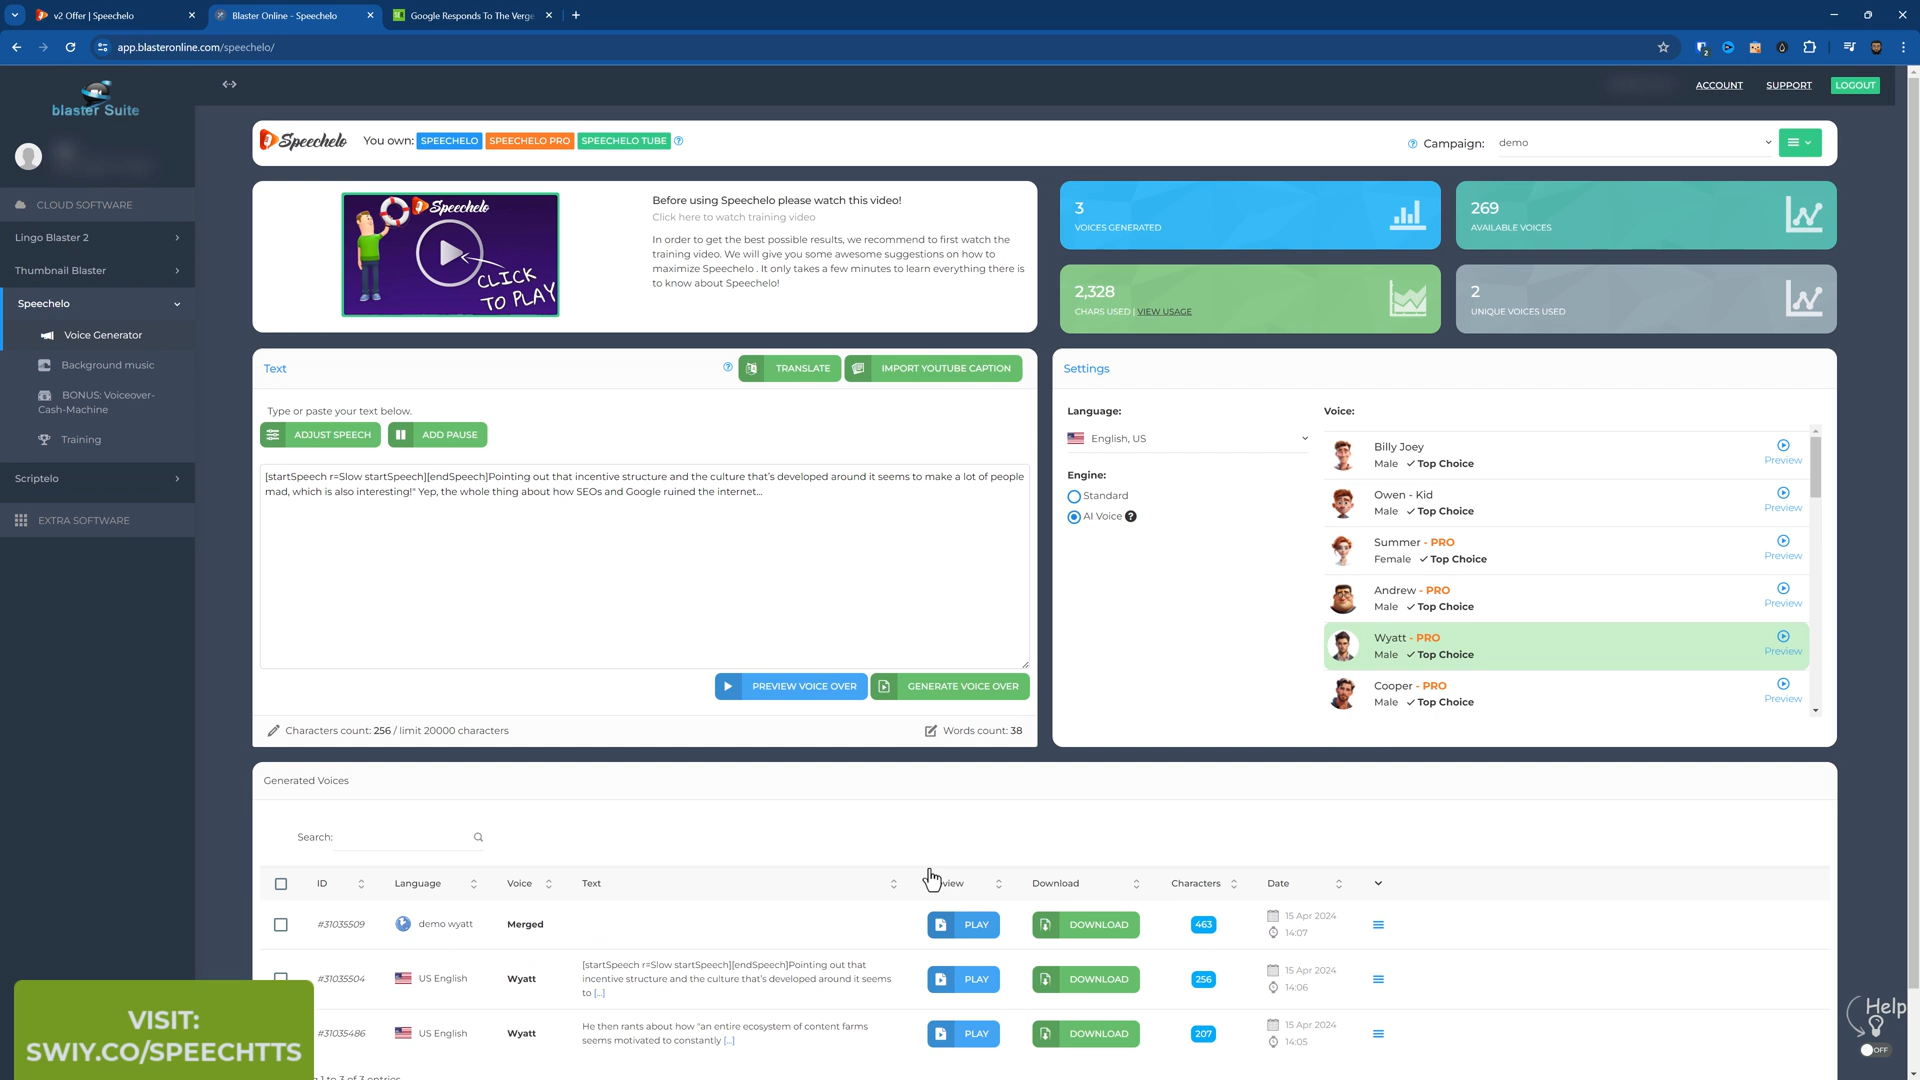 v2 Offer | Speechelo
Blaster Online - Speechelo
Google Responds To The Verge
app.blasteronline.com/speechelo/
blaster Suite
ACCOUNT
SUPPORT
LOGOUT
Speechelo
You own: SPEECHELO SPEECHELO PRO SPEECHELO TUBE
Campaign: demo
CLOUD SOFTWARE
Lingo Blaster 2
Thumbnail Blaster
Speechelo
Voice Generator
Background music
BONUS: Voiceover-
Cash-Machine
Training
Scriptelo
EXTRA SOFTWARE
Speechelo
CLICK
TO PLAY
Before using Speechelo please watch this video!
Click here to watch training video
In order to get the best possible results, we recommend to first watch the
training video. We will give you some awesome suggestions on how to
maximize Speechelo . It only takes a few minutes to learn everything there is
to know about Speechelo!
3
VOICES GENERATED
269
AVAILABLE VOICES
2,328
CHARS USED | VIEW USAGE
2
UNIQUE VOICES USED
Text
TRANSLATE
IMPORT YOUTUBE CAPTION
Type or paste your text below.
ADJUST SPEECH
ADD PAUSE
[startSpeech r=Slow startSpeech][endSpeech]Pointing out that incentive structure and the culture that's developed around it seems to make a lot of people
mad, which is also interesting!" Yep, the whole thing about how SEOs and Google ruined the internet...
PREVIEW VOICE OVER
GENERATE VOICE OVER
Characters count: 256 / limit 20000 characters
Words count: 38
Settings
Language:
English, US
Engine:
Standard
AI Voice
Voice:
Billy Joey
Male Top Choice
Preview
Owen - Kid
Male Top Choice
Preview
Summer - PRO
Female Top Choice
Preview
Andrew - PRO
Male Top Choice
Preview
Wyatt - PRO
Male Top Choice
Preview
Cooper - PRO
Male Top Choice
Preview
Generated Voices
Search:
ID Language Voice Text view Download Characters Date
#31035509 demo wyatt Merged PLAY DOWNLOAD 463 15 Apr 2024
14:07
#31035504 US English Wyatt [startSpeech r=Slow startSpeech][endSpeech]Pointing out that
incentive structure and the culture that's developed around it seems
to [...] PLAY DOWNLOAD 256 15 Apr 2024
14:06
#31035486 US English Wyatt He then rants about how "an entire ecosystem of content farms
seems motivated to constantly [...] PLAY DOWNLOAD 207 15 Apr 2024
14:05
1 to 3 of 3 entries
VISIT:
SWIY.CO/SPEECHTTS
Help
OFF